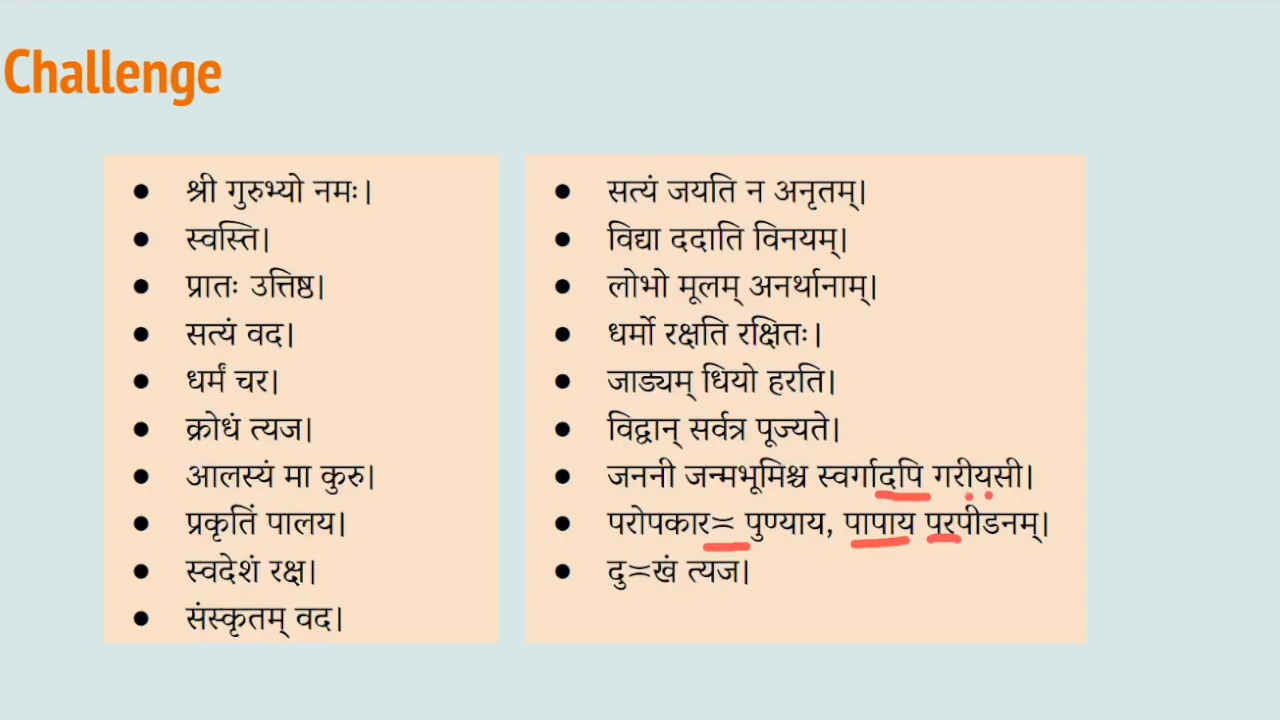 Challenge
● श्री गुरुभ्यो नमः।
● स्वस्ति।
● प्रातः उत्तिष्ठ।
● सत्यं वद।
● धर्मं चर।
● क्रोधं त्यज।
● आलस्यं मा कुरु।
● प्रकृतिं पालय।
● स्वदेशं रक्ष।
● संस्कृतम् वद।
● सत्यं जयति न अनृतम्।
● विद्या ददाति विनयम्।
● लोभो मूलम् अनर्थानाम्।
● धर्मो रक्षति रक्षितः।
● जाड्यम् धियो हरति।
● विद्वान् सर्वत्र पूज्यते।
● जननी जन्मभूमिश्च स्वर्गादपि गरीयसी।
● परोपकार≍ पुण्याय, पापाय परपीडनम्।
● दु≍खं त्यज।